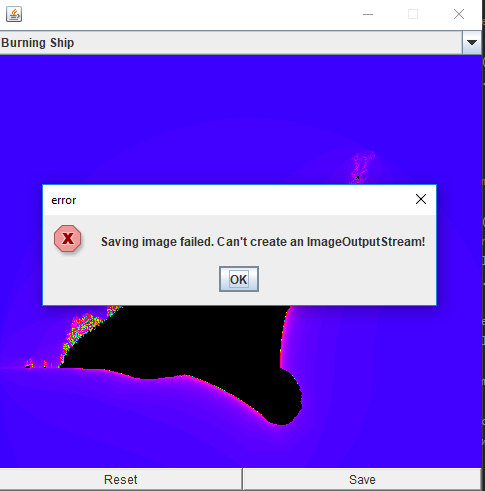 Burning Ship
error
Saving image failed. Can't create an ImageOutputStream!
OK
Reset
Save